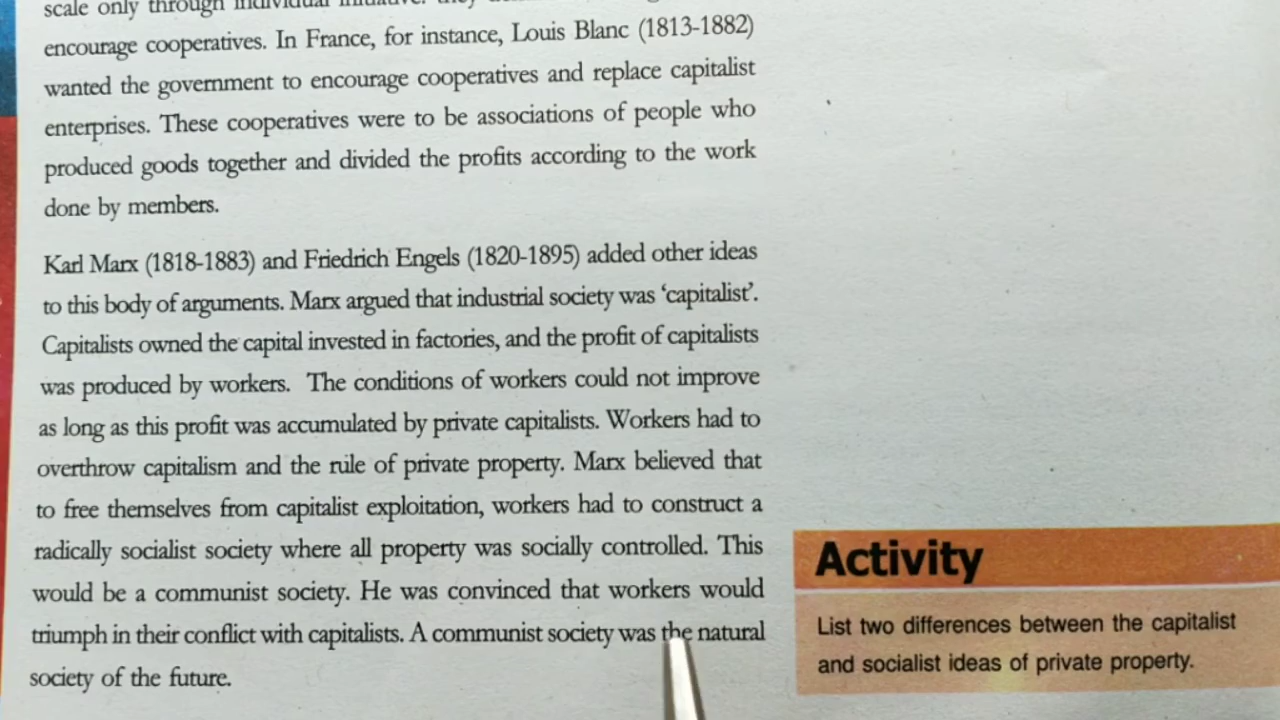 scale only through individual initiative: they
encourage cooperatives. In France, for instance, Louis Blanc (1813-1882)
wanted the government to encourage cooperatives and replace capitalist
enterprises. These cooperatives were to be associations of people who
produced goods together and divided the profits according to the work
done by members.
Karl Marx (1818-1883) and Friedrich Engels (1820-1895) added other ideas
to this body of arguments. Marx argued that industrial society was ‘capitalist’.
Capitalists owned the capital invested in factories, and the profit of capitalists
was produced by workers. The conditions of workers could not improve
as long as this profit was accumulated by private capitalists. Workers had to
overthrow capitalism and the rule of private property. Marx believed that
to free themselves from capitalist exploitation, workers had to construct a
radically socialist society where all property was socially controlled. This
would be a communist society. He was convinced that workers would
triumph in their conflict with capitalists. A communist society was the natural
society of the future.
Activity
List two differences between the capitalist
and socialist ideas of private property.